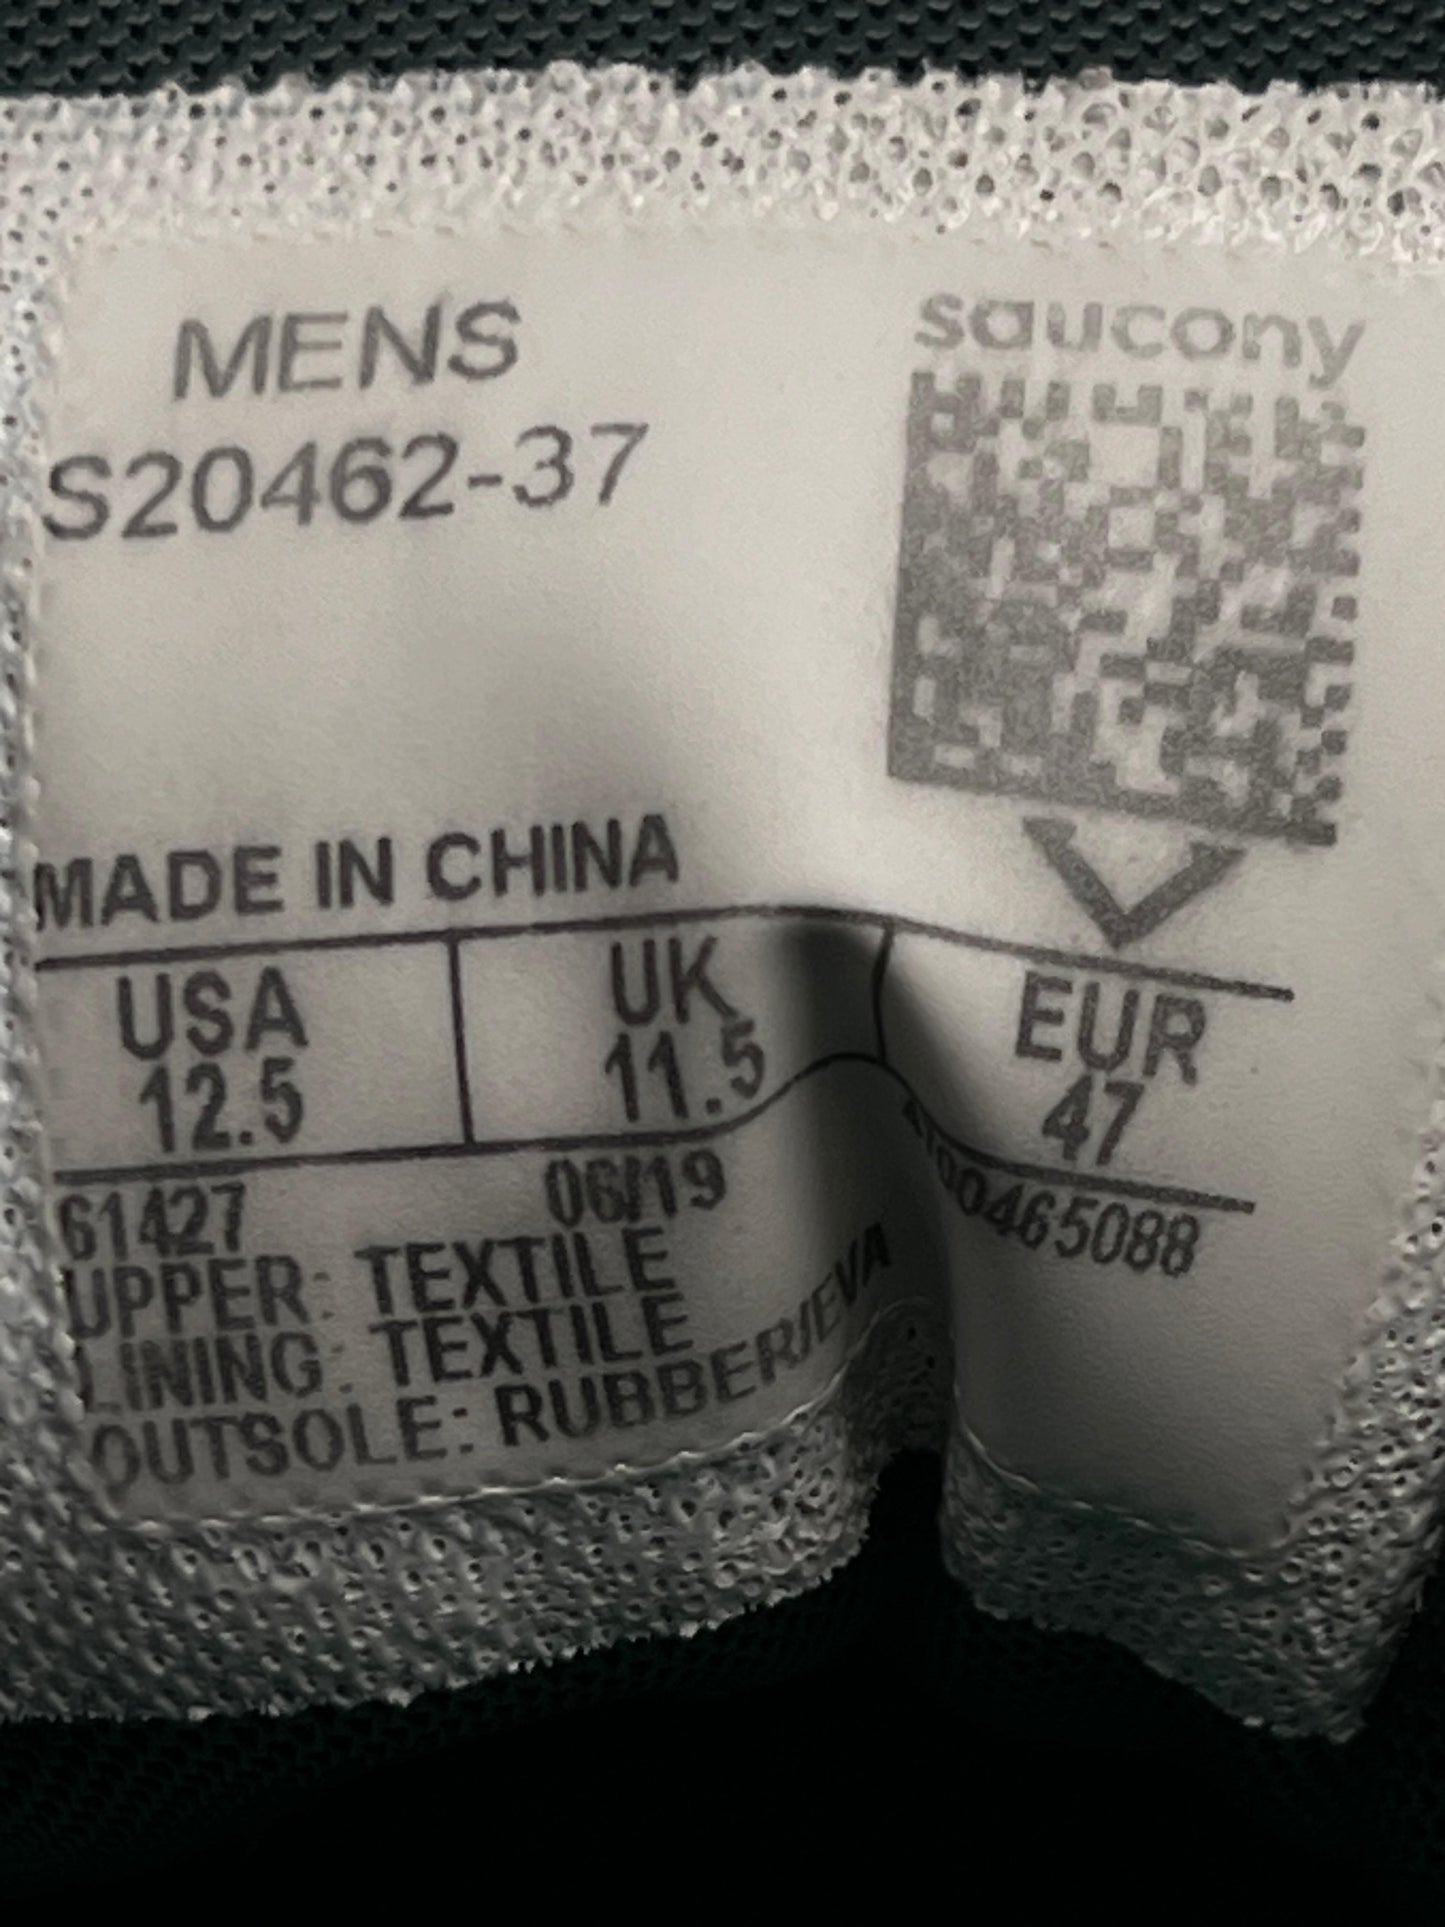 MENS
saucony
S20462-37
MADE IN CHINA
USA UK EUR
12.5 11.5 47
61427 06/19 00465088
UPPER: TEXTILE
LINING: TEXTILE
OUTSOLE: RUBBER/EVA